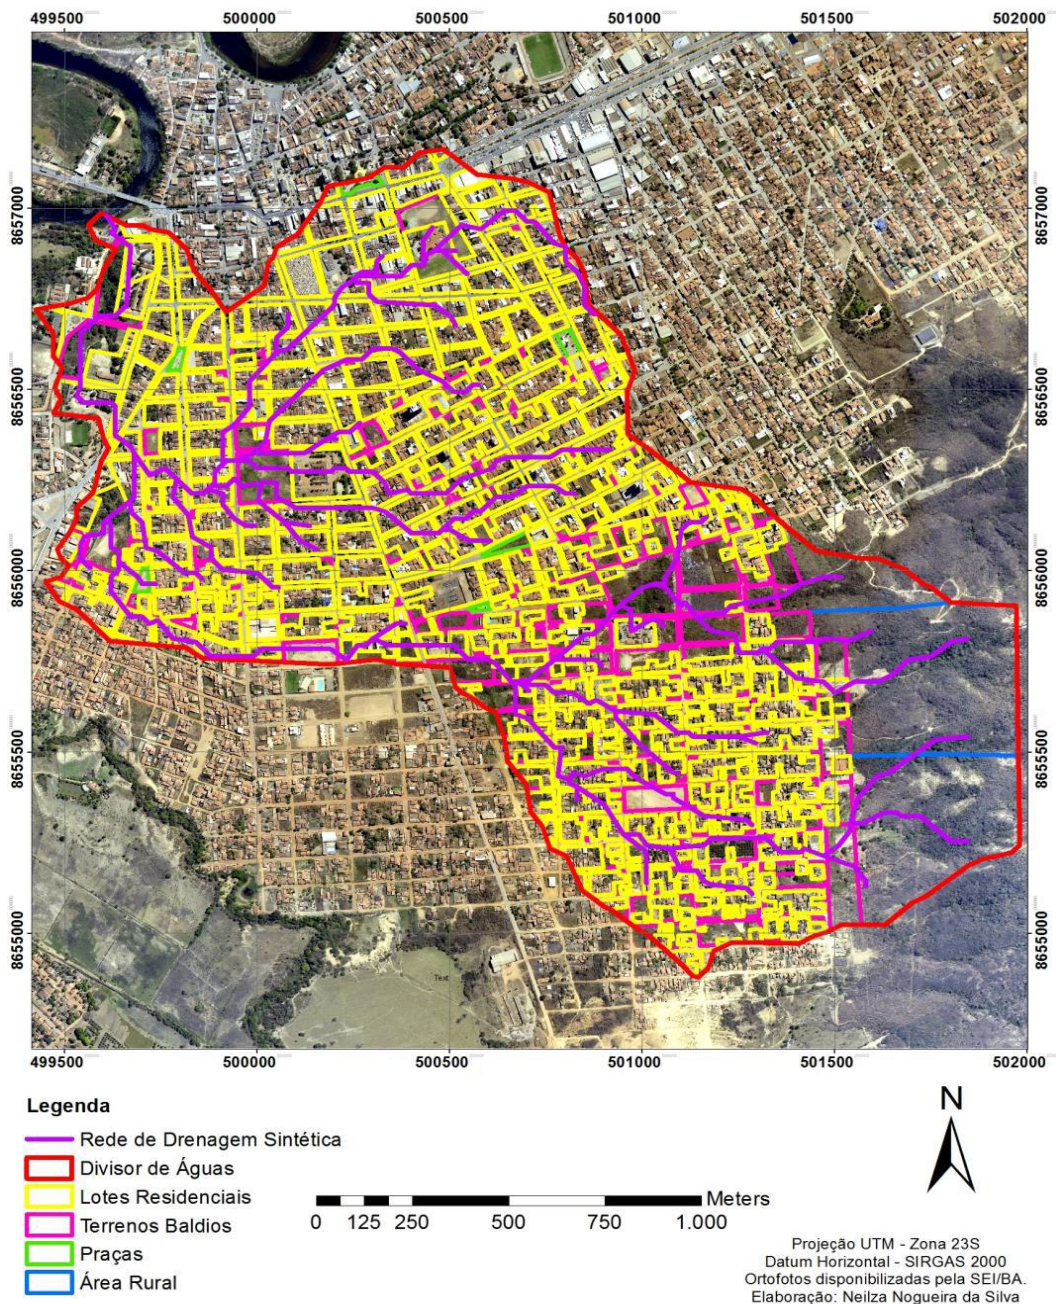 499500 500000 500500 501000 501500 502000
8657000 8657000
8656500 8656500
8656000 8656000
8655500 8655500
8655000 8655000
Text
499500 500000 500500 501000 501500 502000
Legenda
Rede de Drenagem Sintética
Divisor de Águas
Lotes Residenciais
Terrenos Baldios
Praças
Área Rural
N
Meters
0 125 250 500 750 1.000
Projeção UTM - Zona 23S
Datum Horizontal - SIRGAS 2000
Ortofotos disponibilizadas pela SEI/BA.
Elaboração: Neilza Nogueira da Silva